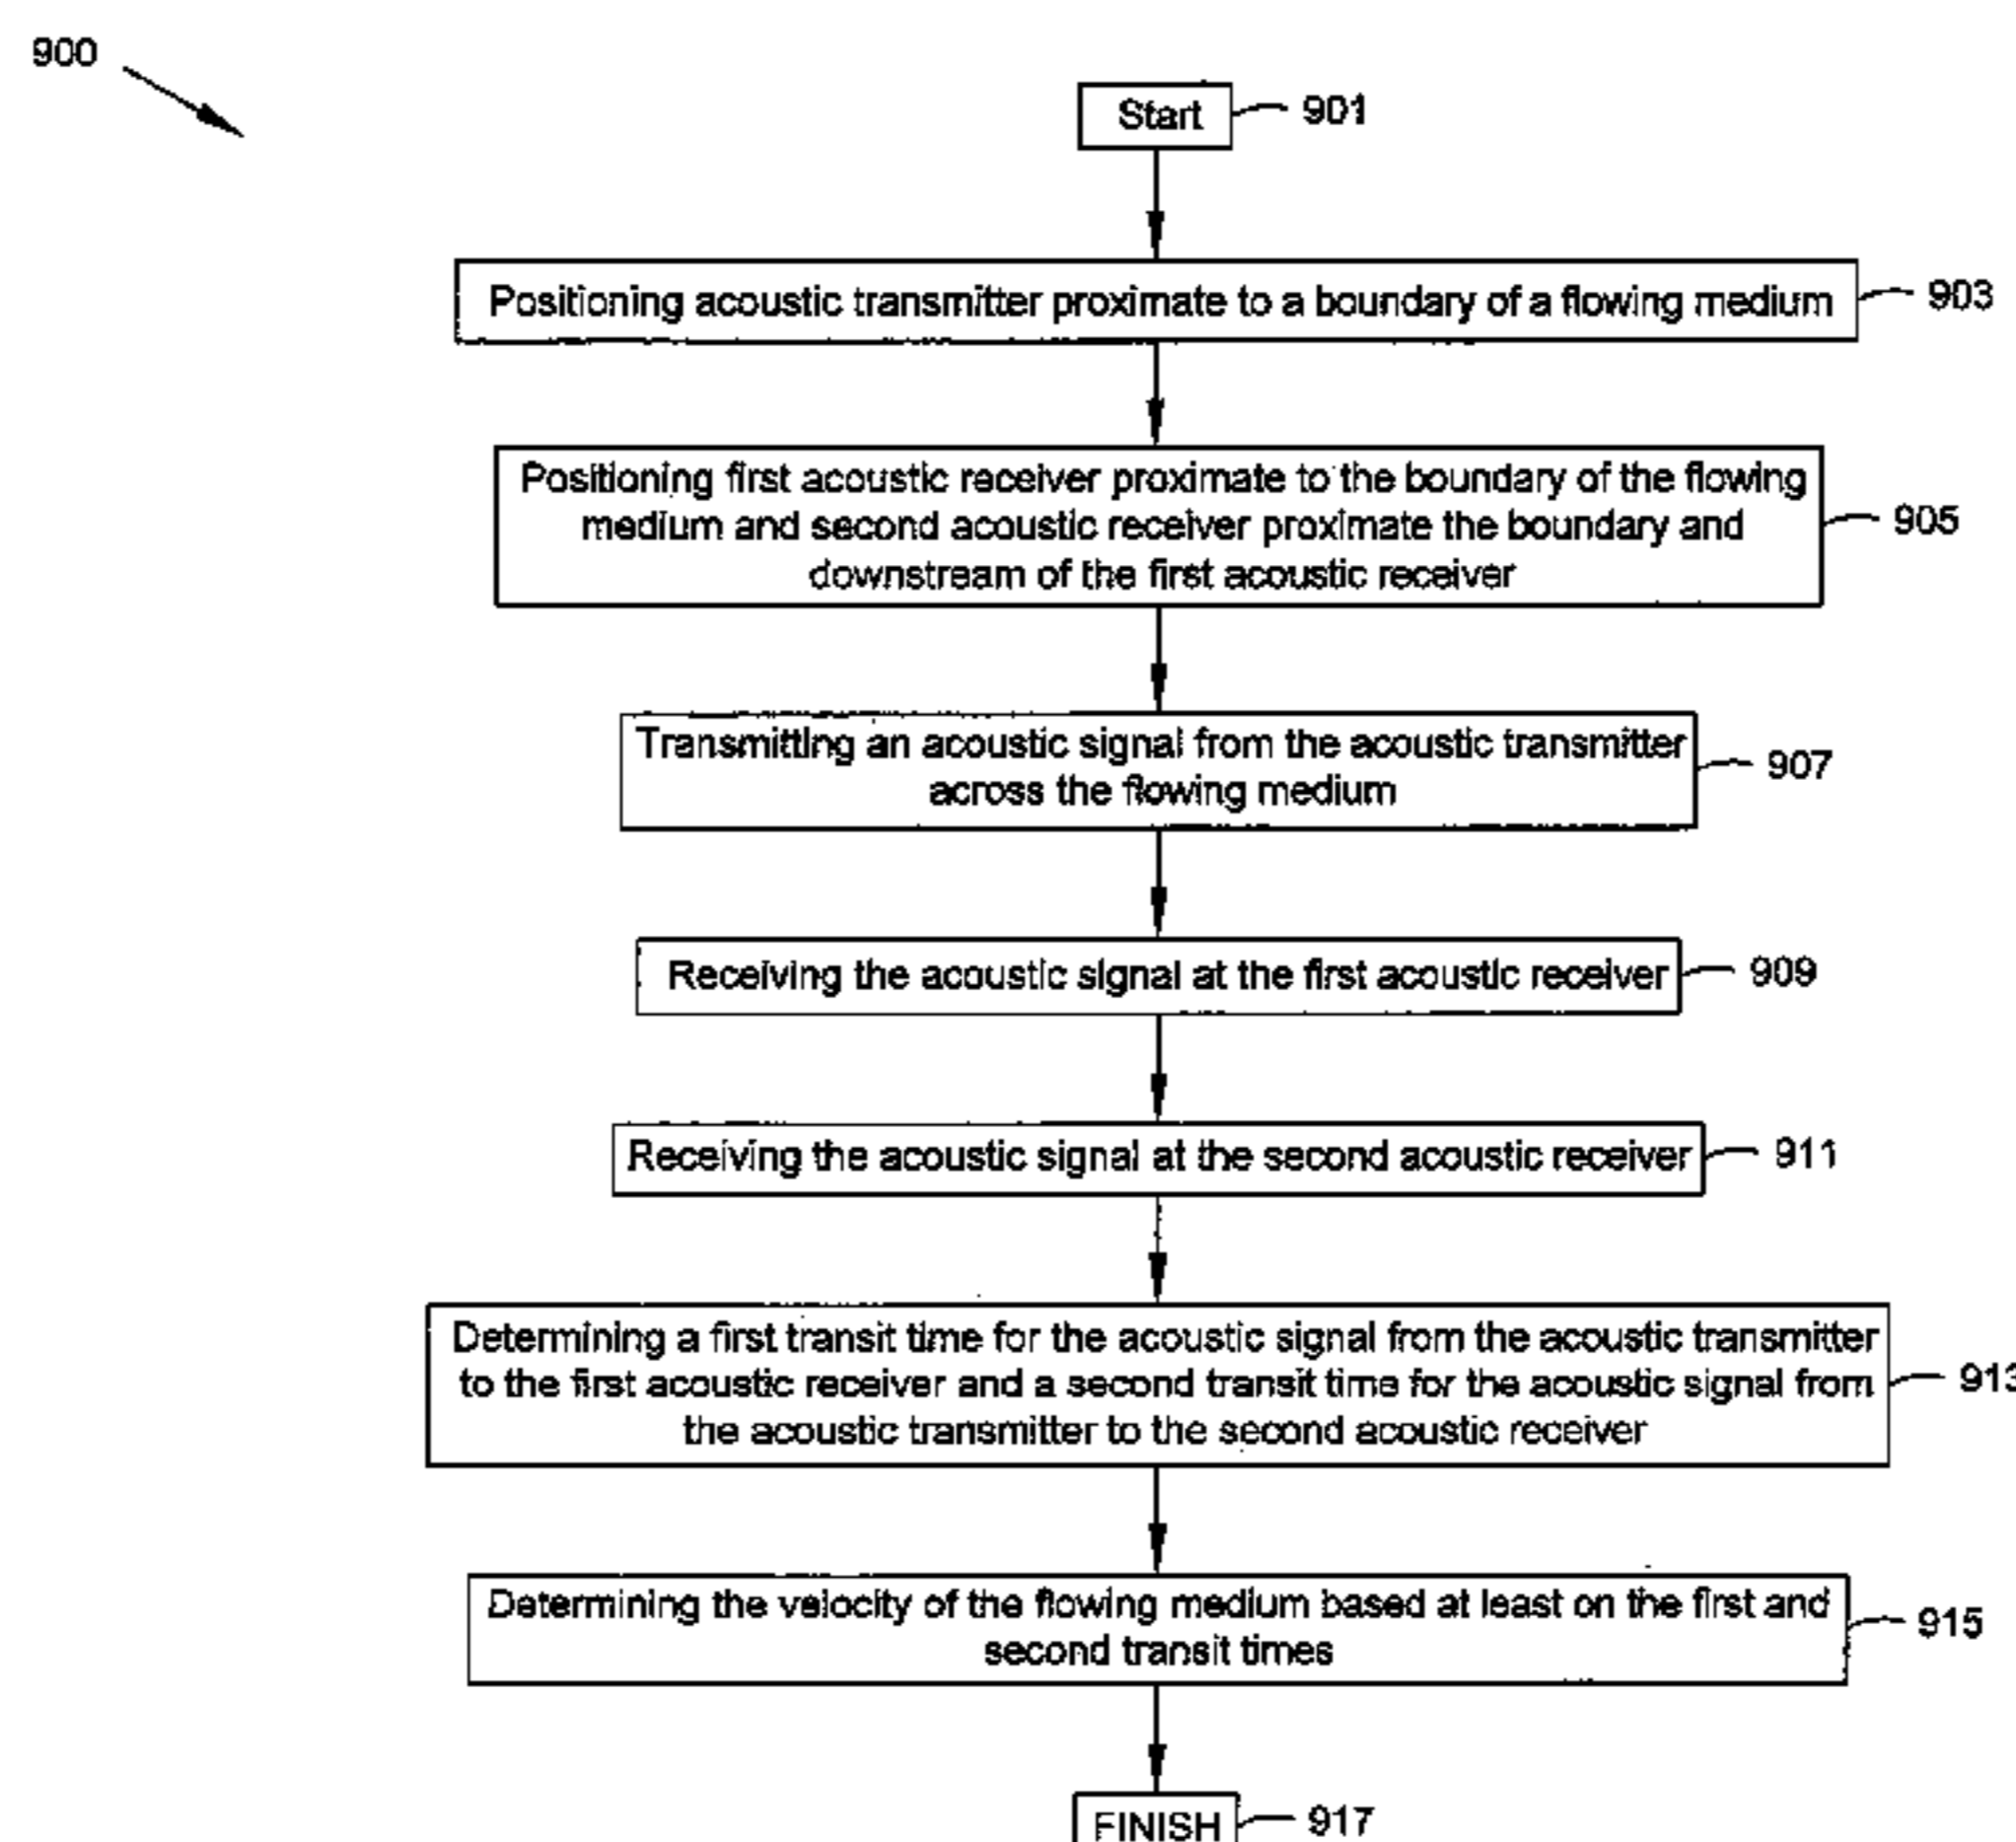 900
Start
901
Positioning acoustic transmitter proximate to a boundary of a flowing medium
903
Positioning first acoustic receiver proximate to the boundary of the flowing
medium and second acoustic receiver proximate the boundary and
downstream of the first acoustic receiver
905
Transmitting an acoustic signal from the acoustic transmitter
across the flowing medium
907
Receiving the acoustic signal at the first acoustic receiver
909
Receiving the acoustic signal at the second acoustic receiver
911
Determining a first transit time for the acoustic signal from the acoustic transmitter
to the first acoustic receiver and a second transit time for the acoustic signal from
the acoustic transmitter to the second acoustic receiver
913
Determining the velocity of the flowing medium based at least on the first and
second transit times
915
FINISH
917